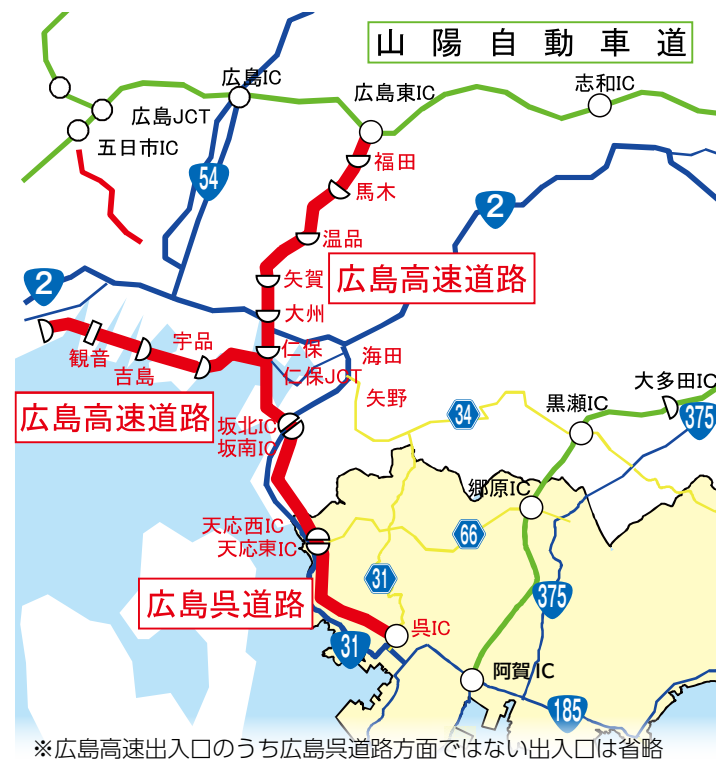 山陽自動車道
広島IC
広島東IC
志和IC
広島JCT
五日市IC
福田
54
馬木
2
温品
矢賀
広島高速道路
2
大州
宇品
仁保
海田
観音
吉島
仁保JCT
大多田IC
矢野
黒瀬IC
広島高速道路
坂北IC
34
375
坂南IC
郷原IC
天応西IC
66
天応東IC
31
広島呉道路
375
呉IC
31
阿賀IC
185
※広島高速出入口のうち広島呉道路方面ではない出入口は省略